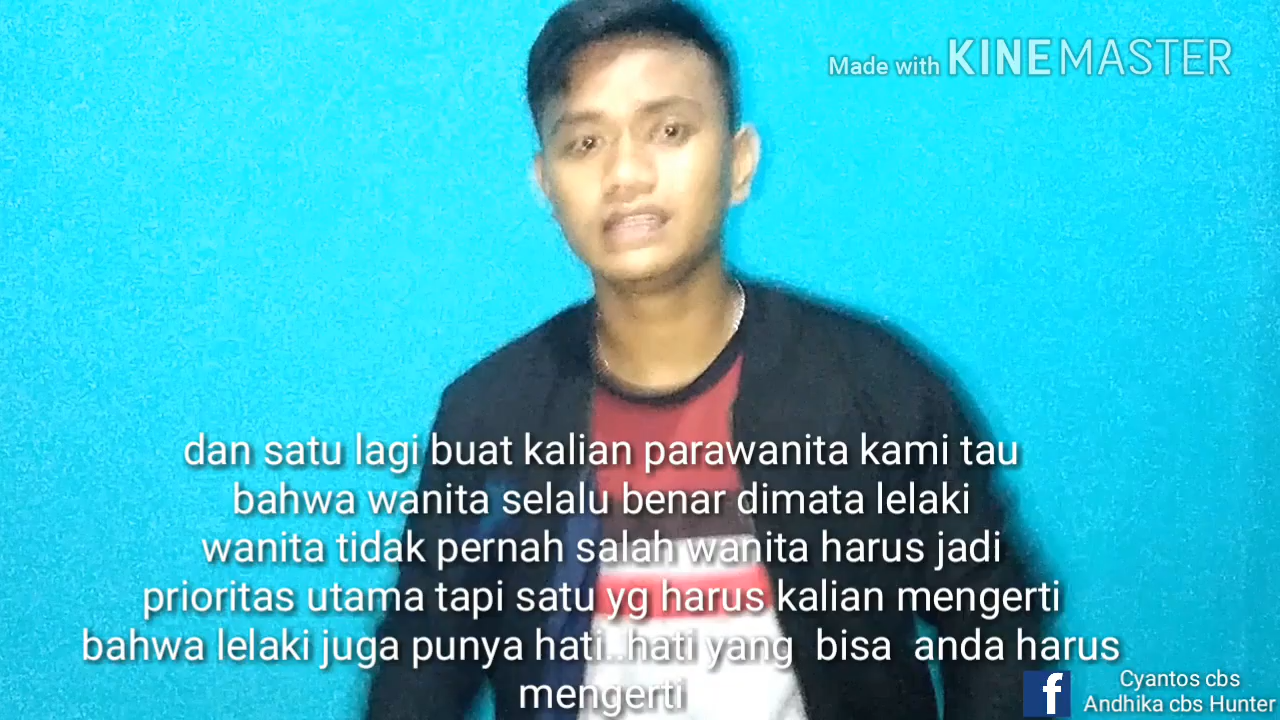 Made with KINEMASTER
dan satu lagi buat kalian parawanita kami tau
bahwa wanita selalu benar dimata lelaki
wanita tidak pernah salah wanita harus jadi
prioritas utama tapi satu yg harus kalian mengerti
bahwa lelaki juga punya hati..hati yang bisa anda harus
mengerti
f
Cyantos cbs
Andhika cbs Hunter